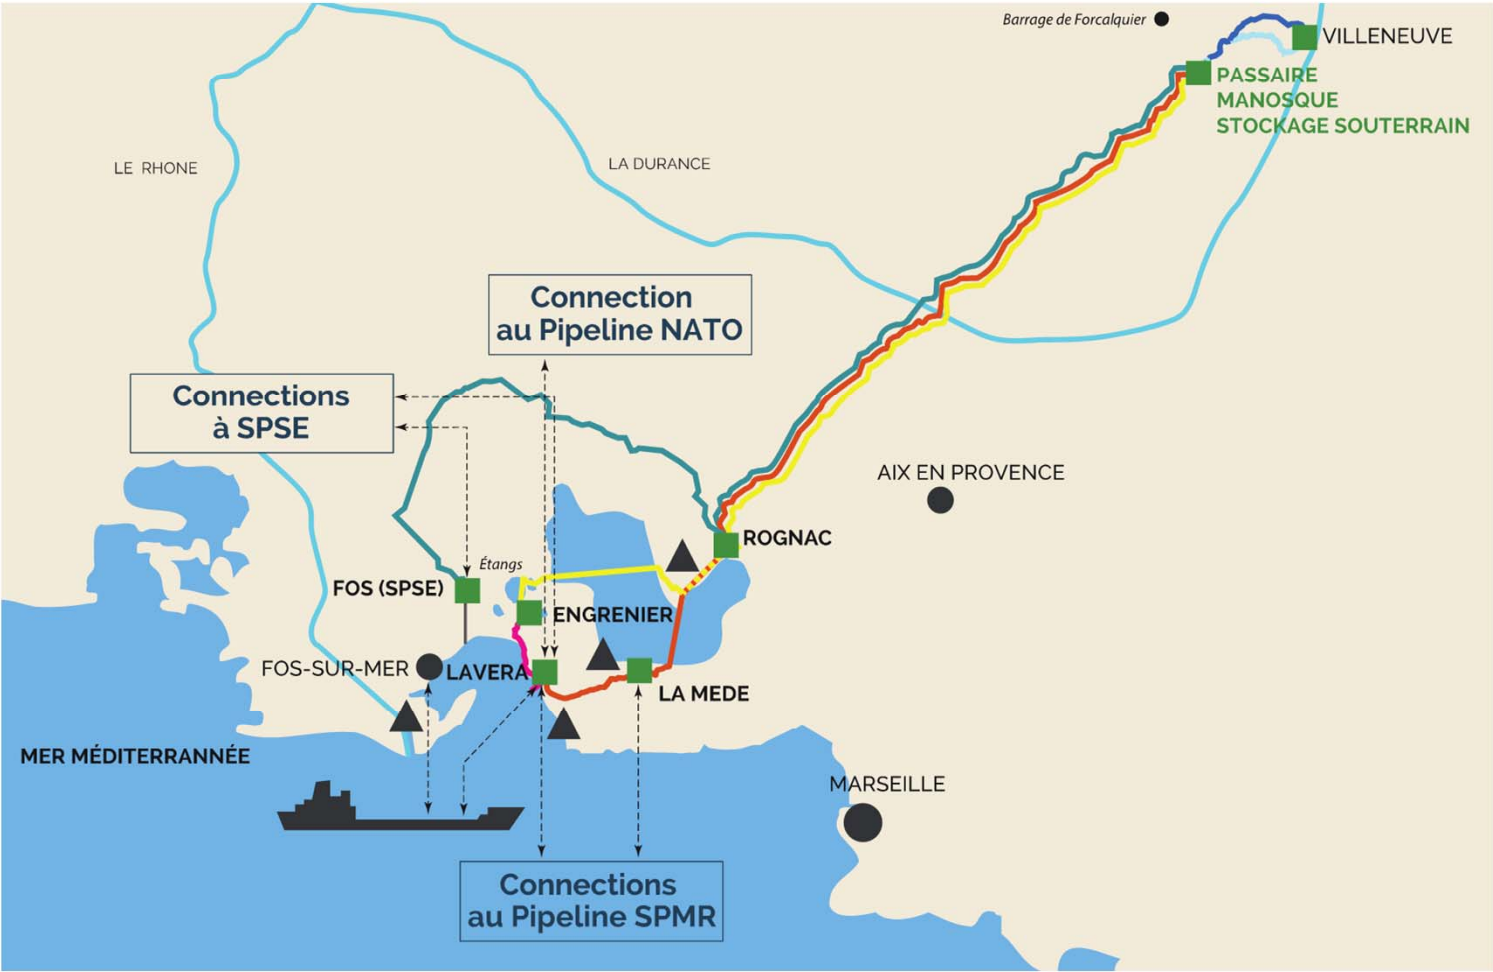 Barrage de Forcalquier
VILLENEUVE
PASSAIRE
MANOSQUE
STOCKAGE SOUTERRAIN
LE RHONE
LA DURANCE
Connection
au Pipeline NATO
Connections
à SPSE
AIX EN PROVENCE
ROGNAC
Étangs
FOS (SPSE)
ENGRENIER
FOS-SUR-MER
LAVERA
LA MEDE
MER MÉDITERRANNÉE
MARSEILLE
Connections
au Pipeline SPMR